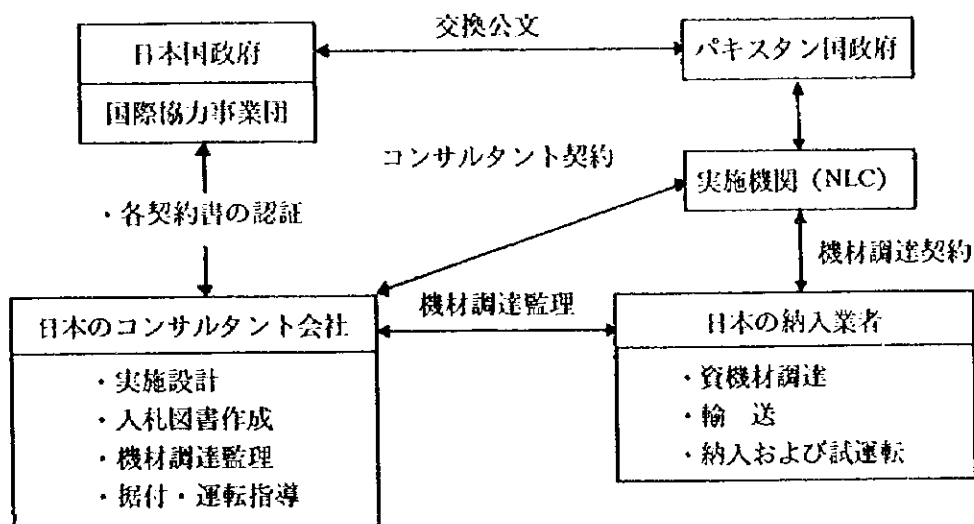 交換公文
日本国政府
パキスタン国政府
国際協力事業団
コンサルタント契約
実施機関 (NLC)
・各契約書の認証
機材調達契約
日本のコンサルタント会社
機材調達監理
日本の納入業者
・実施設計
・入札図書作成
・機材調達監理
・据付・運転指導
・資機材調達
・輸　送
・納入および試運転